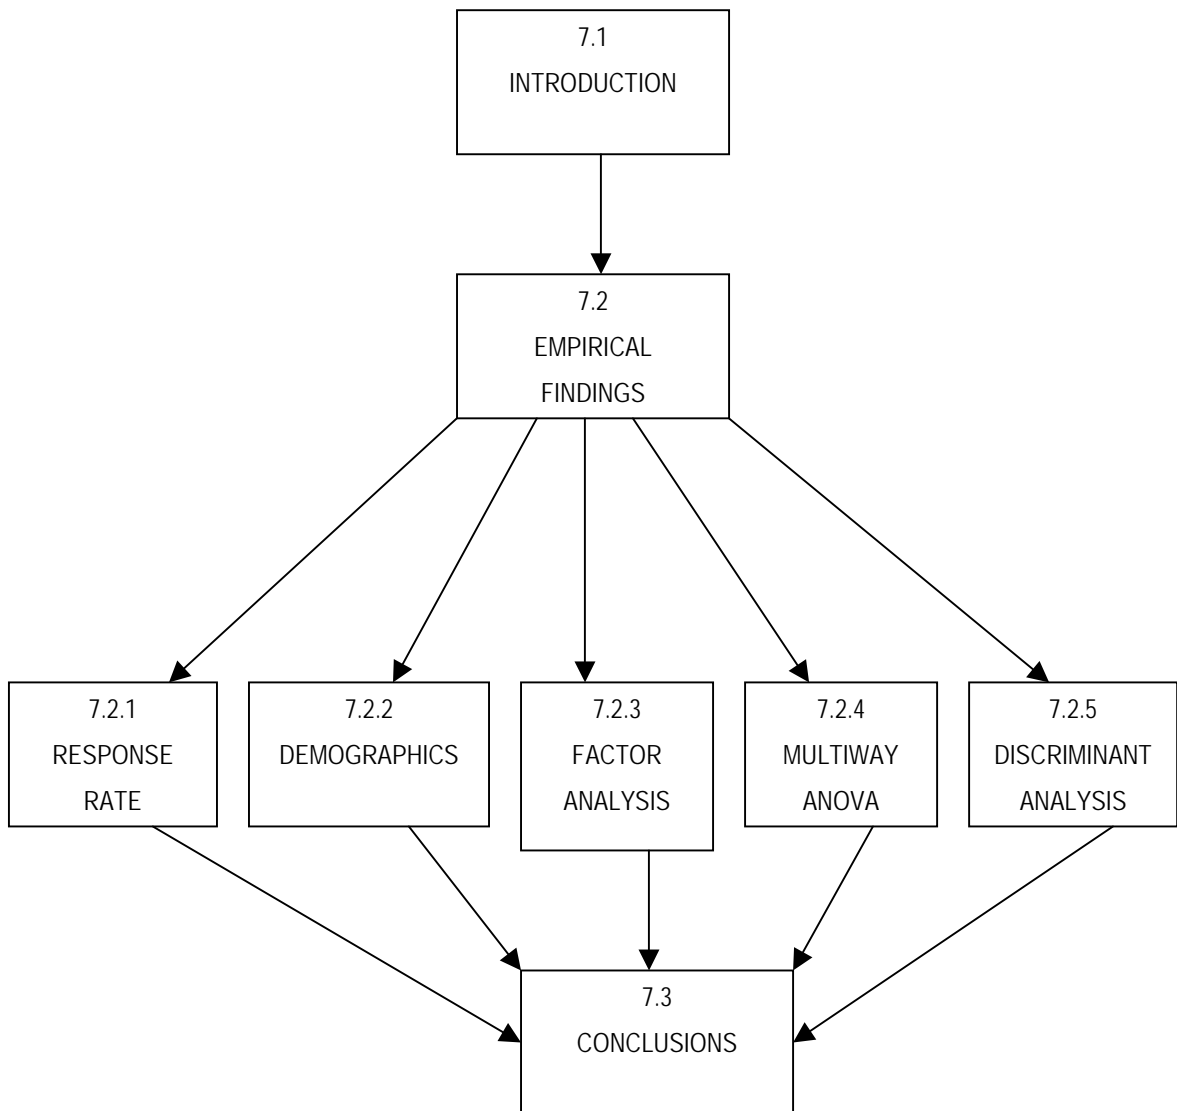 7.1
INTRODUCTION
7.2
EMPIRICAL
FINDINGS
7.2.1
RESPONSE
RATE
7.2.2
DEMOGRAPHICS
7.2.3
FACTOR
ANALYSIS
7.2.4
MULTIWAY
ANOVA
7.2.5
DISCRIMINANT
ANALYSIS
7.3
CONCLUSIONS